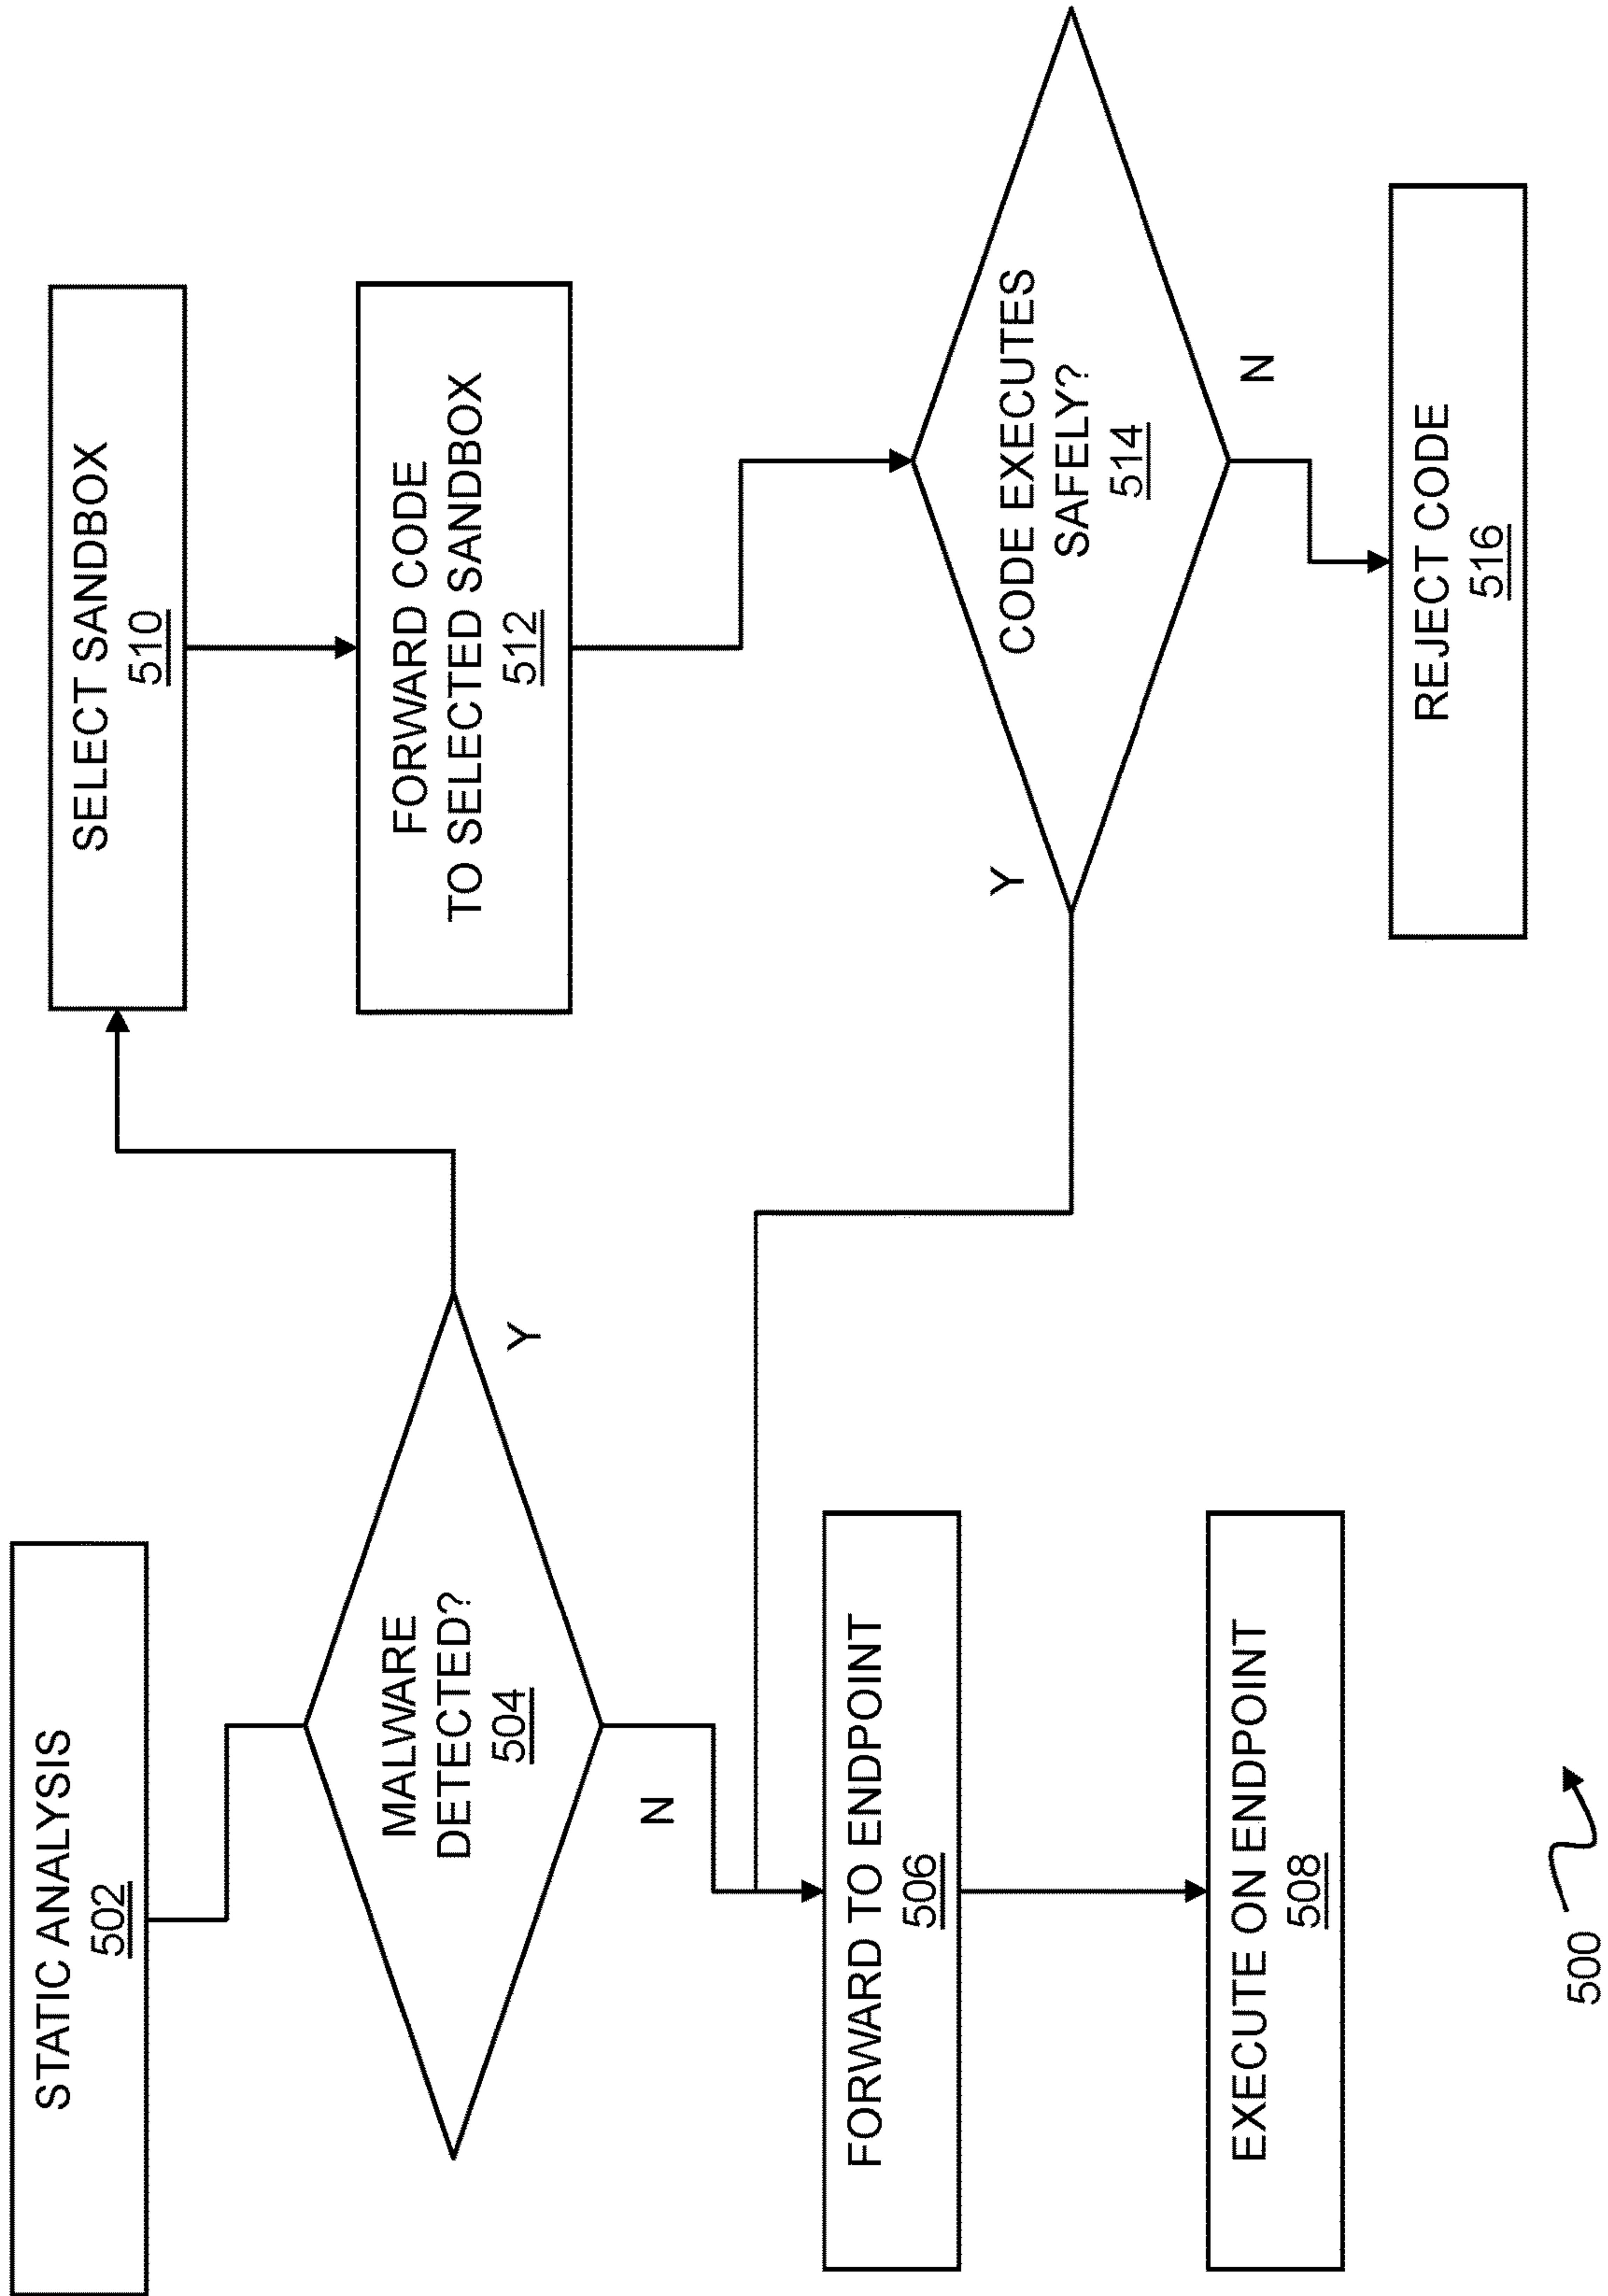 STATIC ANALYSIS
502
MALWARE
DETECTED?
504
Y
N
FORWARD TO ENDPOINT
506
EXECUTE ON ENDPOINT
508
SELECT SANDBOX
510
FORWARD CODE
TO SELECTED SANDBOX
512
CODE EXECUTES
SAFELY?
514
Y
N
REJECT CODE
516
500